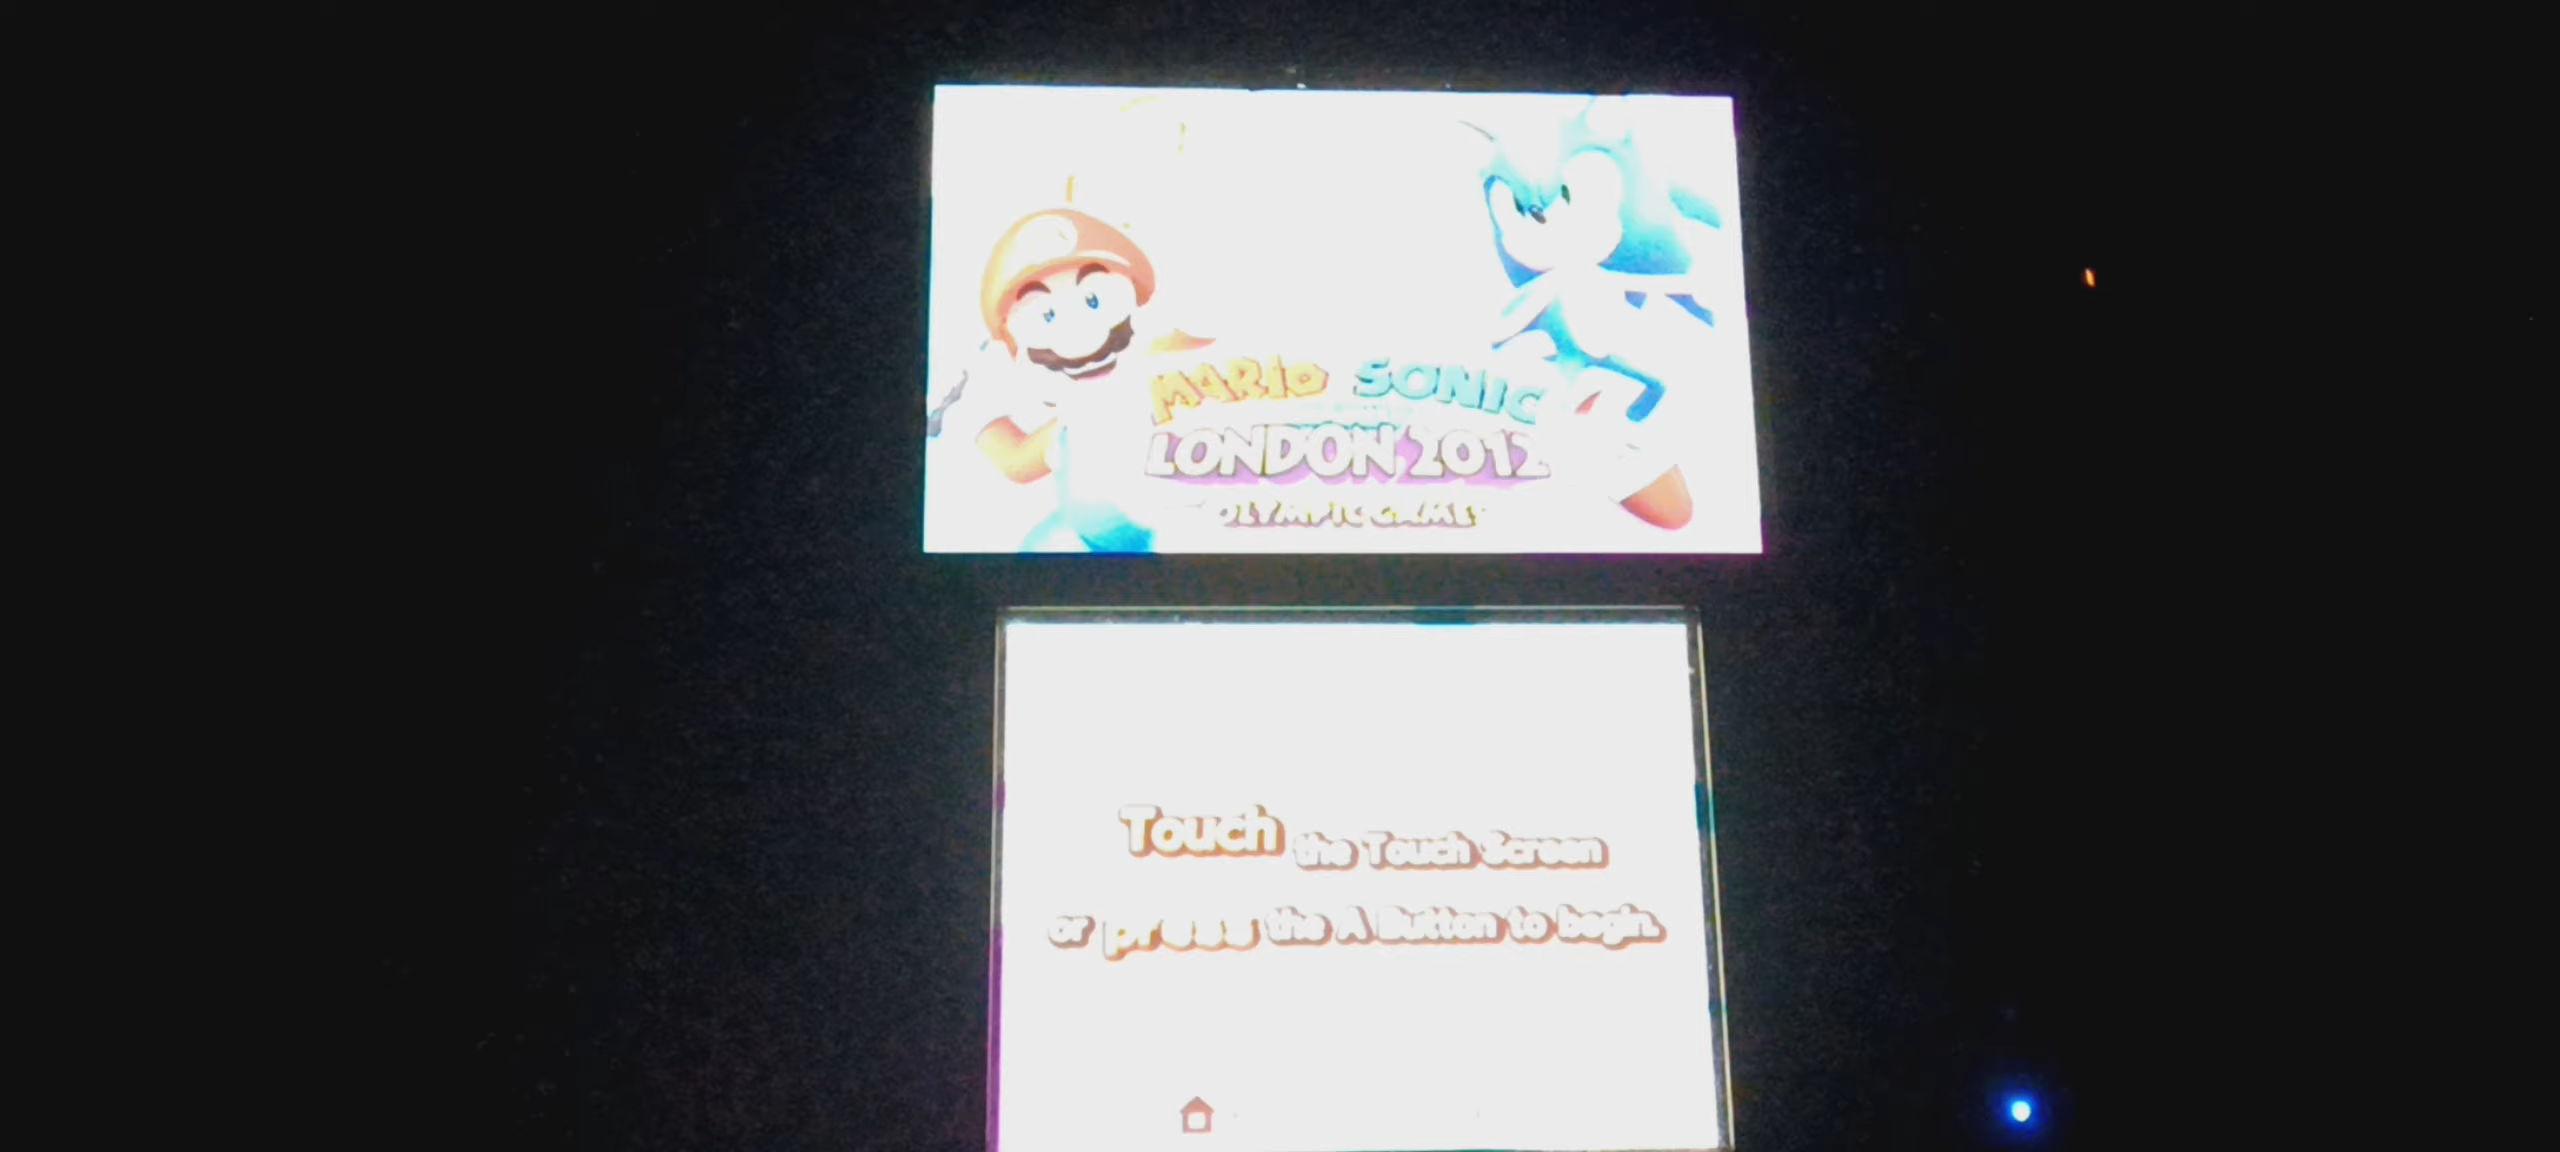 MARIO SONIC
LONDON 2012
OLYMPIC GAMES
Touch the Touch Screen
or press the A Button to begin.